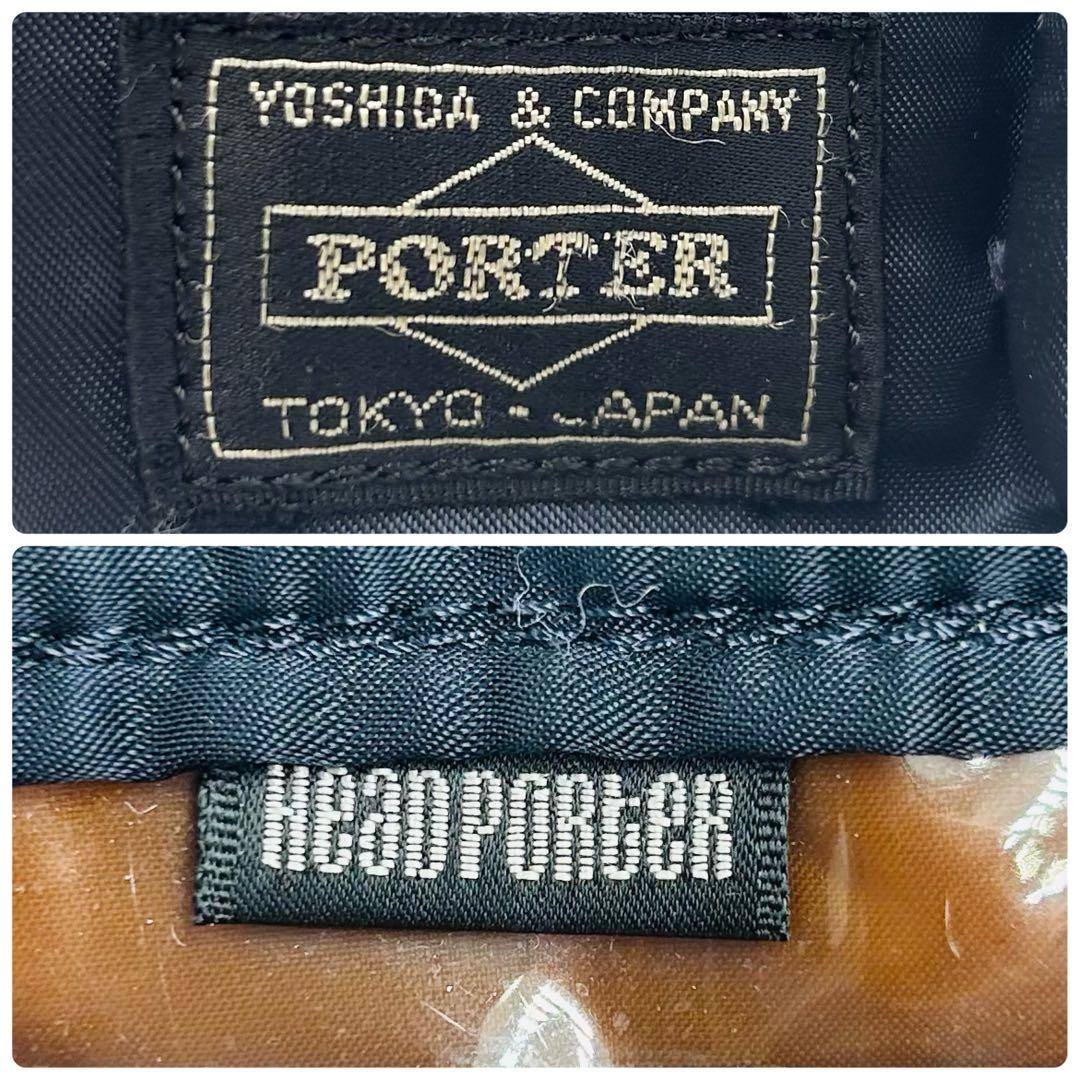 YOSHIDA & COMPANY
PORTER
TOKYO - JAPAN
HeaDPORteR